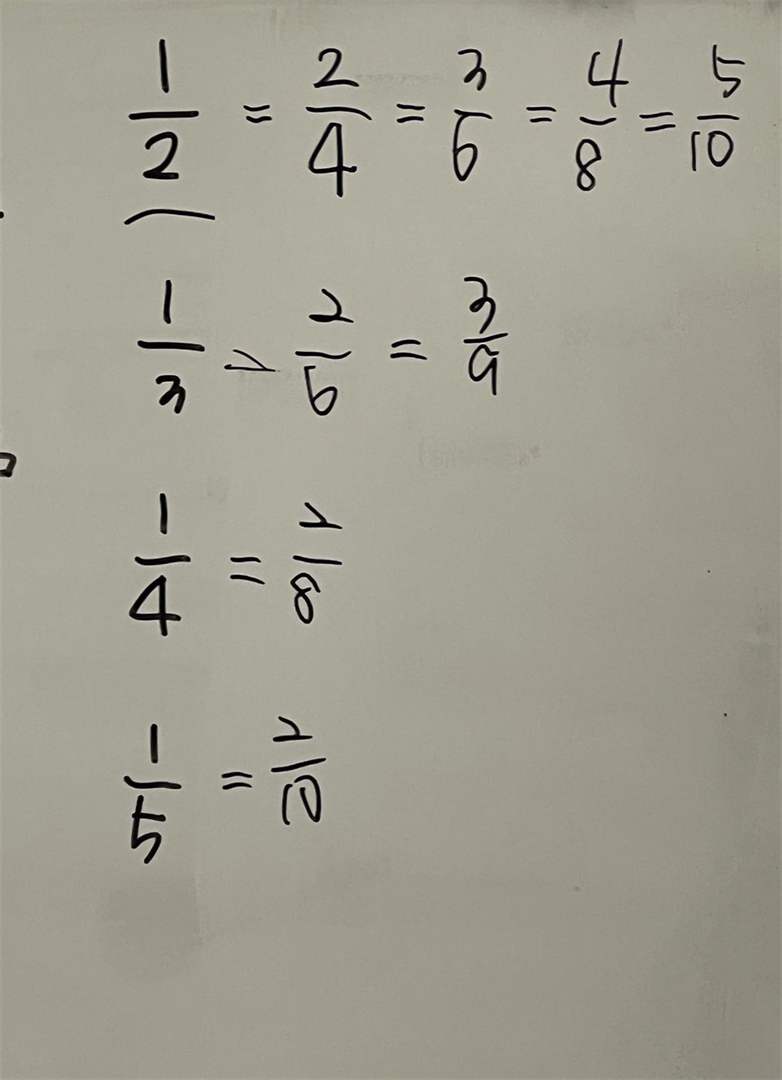 1/2 = 2/4 = 3/6 = 4/8 = 5/10
1/3 = 2/6 = 3/9
1/4 = 2/8
1/5 = 2/10